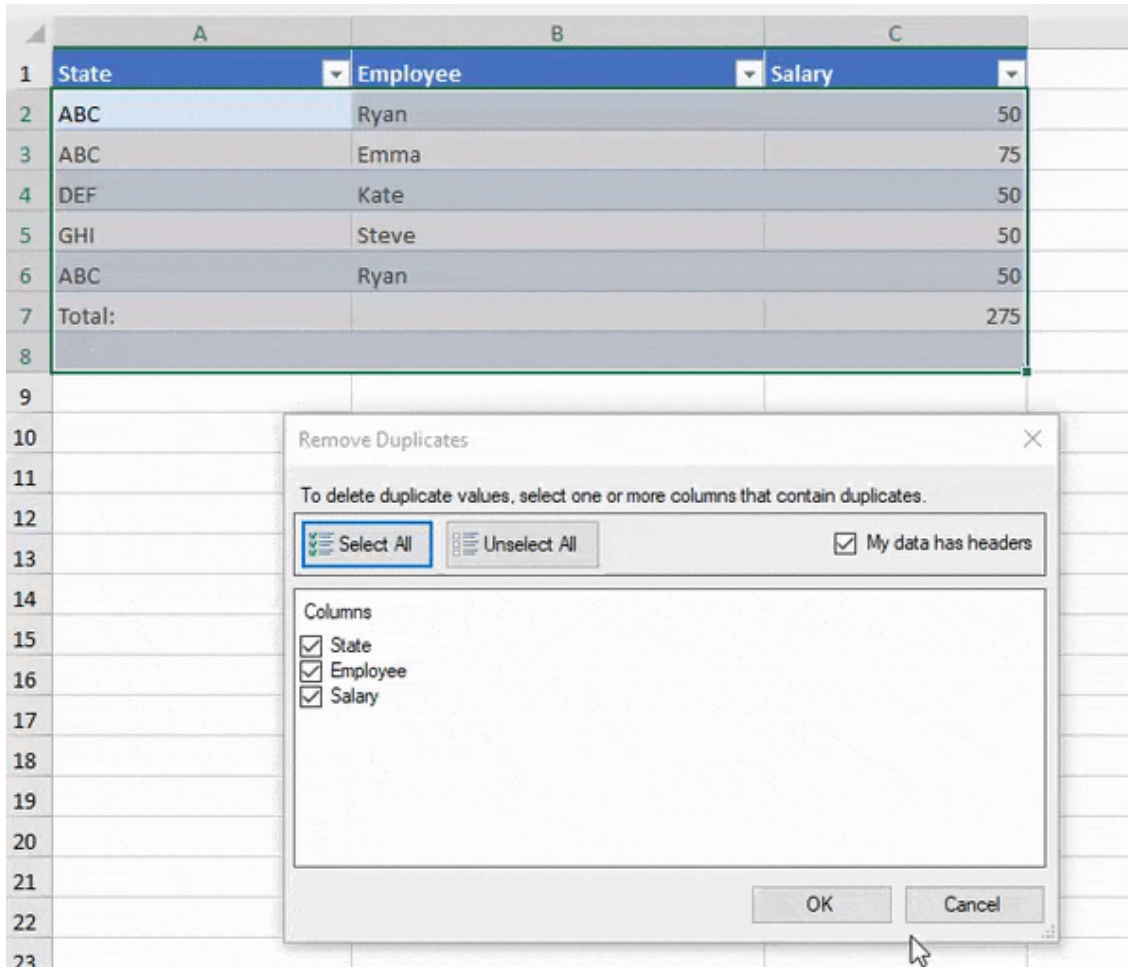 A B C
1 State Employee Salary
2 ABC Ryan 50
3 ABC Emma 75
4 DEF Kate 50
5 GHI Steve 50
6 ABC Ryan 50
7 Total: 275
8
9
10
Remove Duplicates
11
To delete duplicate values, select one or more columns that contain duplicates.
12
Select All Unselect All My data has headers
13
14
Columns
15
State
16
Employee
Salary
17
18
19
20
21
OK Cancel
22
23